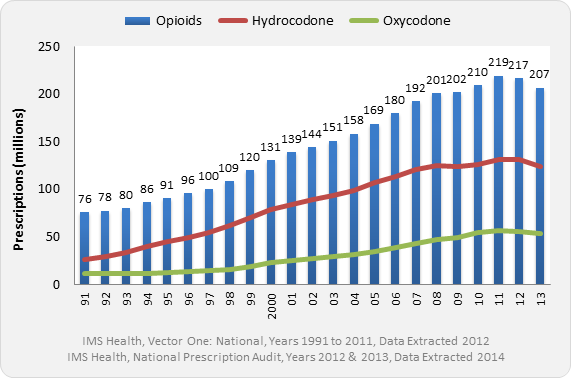 Opioids Hydrocodone Oxycodone
250
200
150
100
50
0
Prescriptions (millions)
76 78 80 86 91 96 100 109 120 131 139 144 151 158 169 180 192 201 202 210 219 217 207
91 92 93 94 95 96 97 98 99 2000 01 02 03 04 05 06 07 08 09 10 11 12 13
IMS Health, Vector One: National, Years 1991 to 2011, Data Extracted 2012
IMS Health, National Prescription Audit, Years 2012 & 2013, Data Extracted 2014